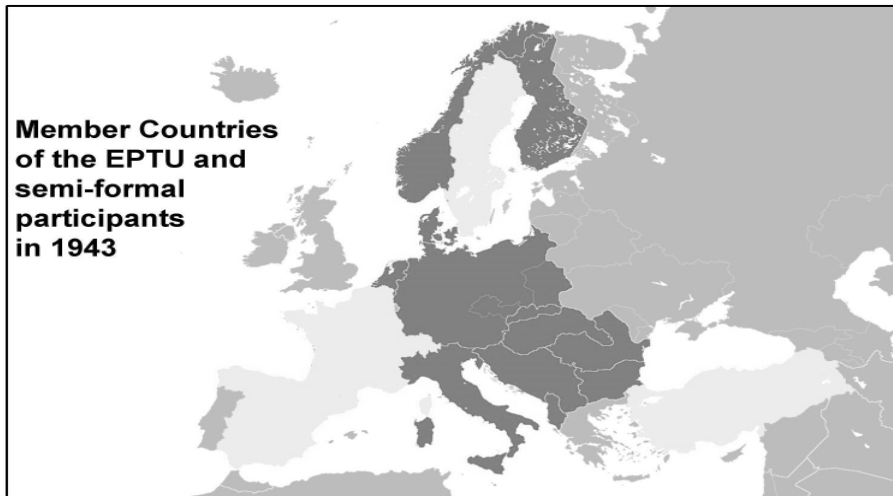 Member Countries
of the EPTU and
semi-formal
participants
in 1943